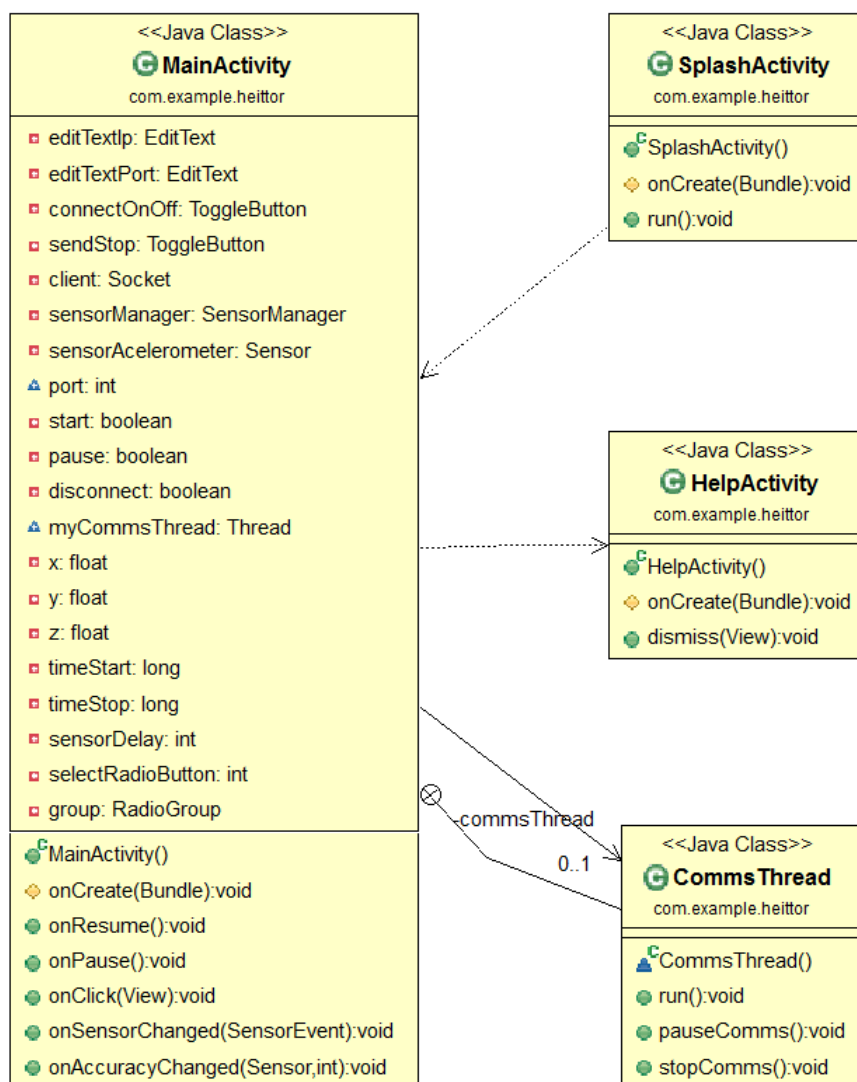 <<Java Class>>
MainActivity
com.example.heittor
editTextIp: EditText
editTextPort: EditText
connectOnOff: ToggleButton
sendStop: ToggleButton
client: Socket
sensorManager: SensorManager
sensorAcelerometer: Sensor
port: int
start: boolean
pause: boolean
disconnect: boolean
myCommsThread: Thread
x: float
y: float
z: float
timeStart: long
timeStop: long
sensorDelay: int
selectRadioButton: int
group: RadioGroup
MainActivity()
onCreate(Bundle):void
onResume():void
onPause():void
onClick(View):void
onSensorChanged(SensorEvent):void
onAccuracyChanged(Sensor,int):void
<<Java Class>>
SplashActivity
com.example.heittor
SplashActivity()
onCreate(Bundle):void
run():void
<<Java Class>>
HelpActivity
com.example.heittor
HelpActivity()
onCreate(Bundle):void
dismiss(View):void
-commsThread
0..1
<<Java Class>>
CommsThread
com.example.heittor
CommsThread()
run():void
pauseComms():void
stopComms():void